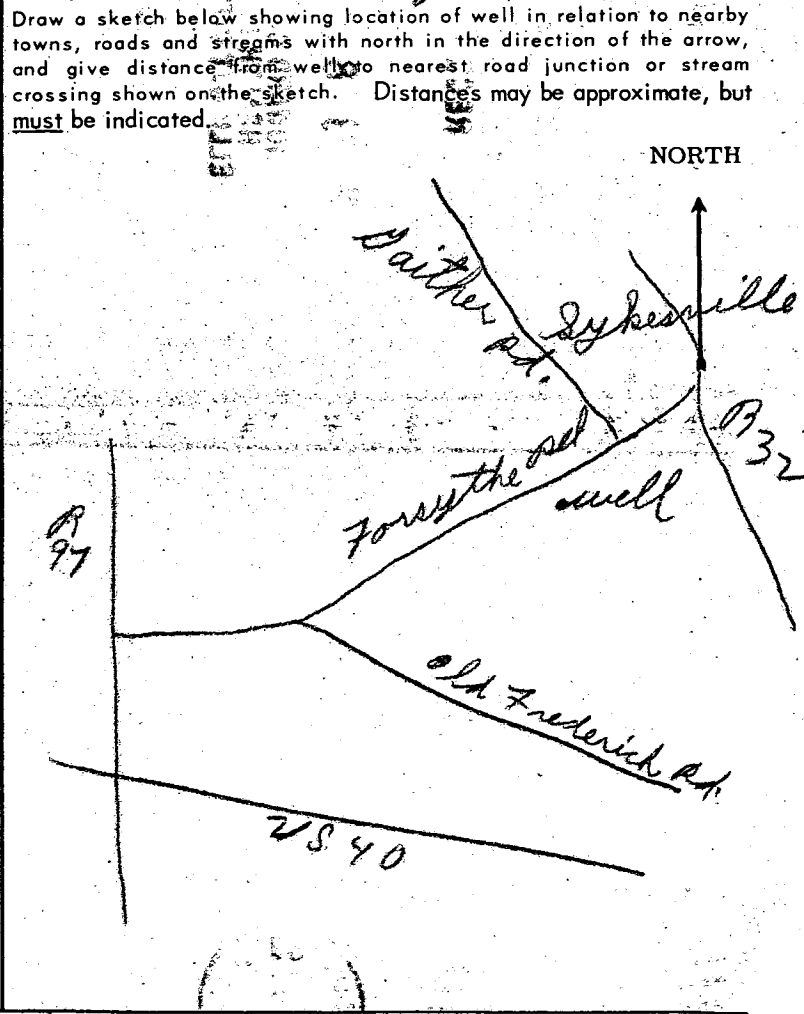 Draw a sketch below showing location of well in relation to nearby
towns, roads and streams with north in the direction of the arrow,
and give distance from well to nearest road junction or stream
crossing shown on the sketch. Distances may be approximate, but
must be indicated.
NORTH
Gaither Rd.
Sykesville
R 32
Forsythe Rd
well
R 97
Old Frederick Rd.
US 40